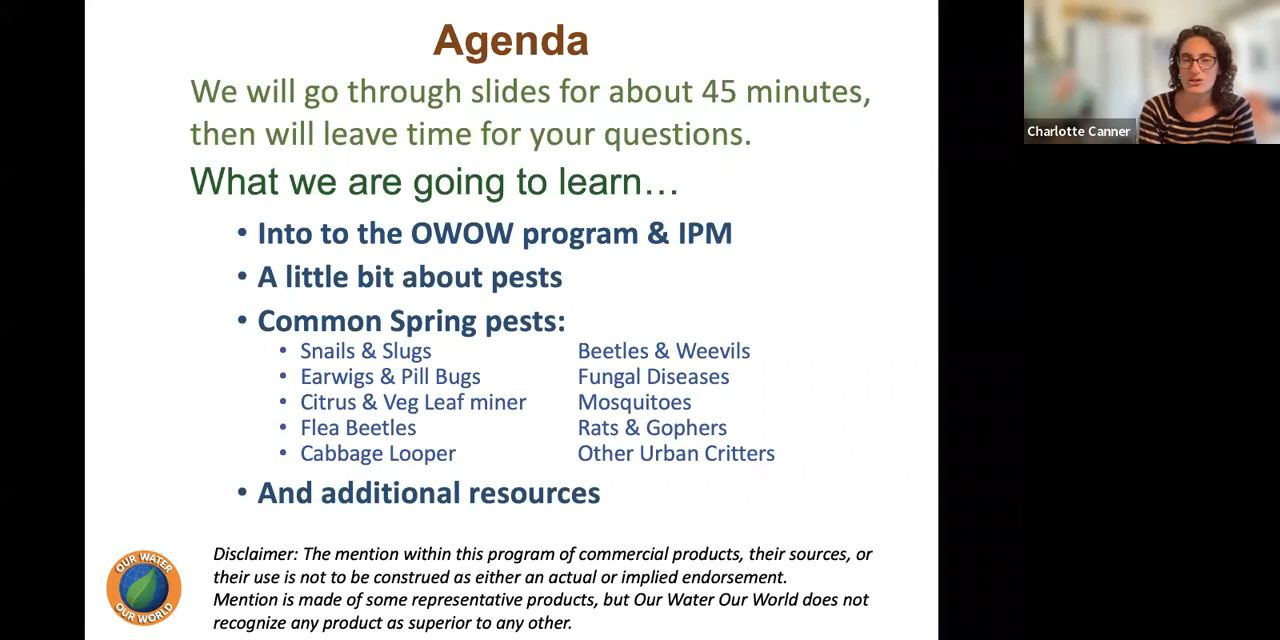 Agenda
We will go through slides for about 45 minutes,
then will leave time for your questions.
What we are going to learn…
• Into to the OWOW program & IPM
• A little bit about pests
• Common Spring pests:
• Snails & Slugs
• Earwigs & Pill Bugs
• Citrus & Veg Leaf miner
• Flea Beetles
• Cabbage Looper
Beetles & Weevils
Fungal Diseases
Mosquitoes
Rats & Gophers
Other Urban Critters
• And additional resources
OUR WATER
OUR WORLD
Disclaimer: The mention within this program of commercial products, their sources, or
their use is not to be construed as either an actual or implied endorsement.
Mention is made of some representative products, but Our Water Our World does not
recognize any product as superior to any other.
Charlotte Canner